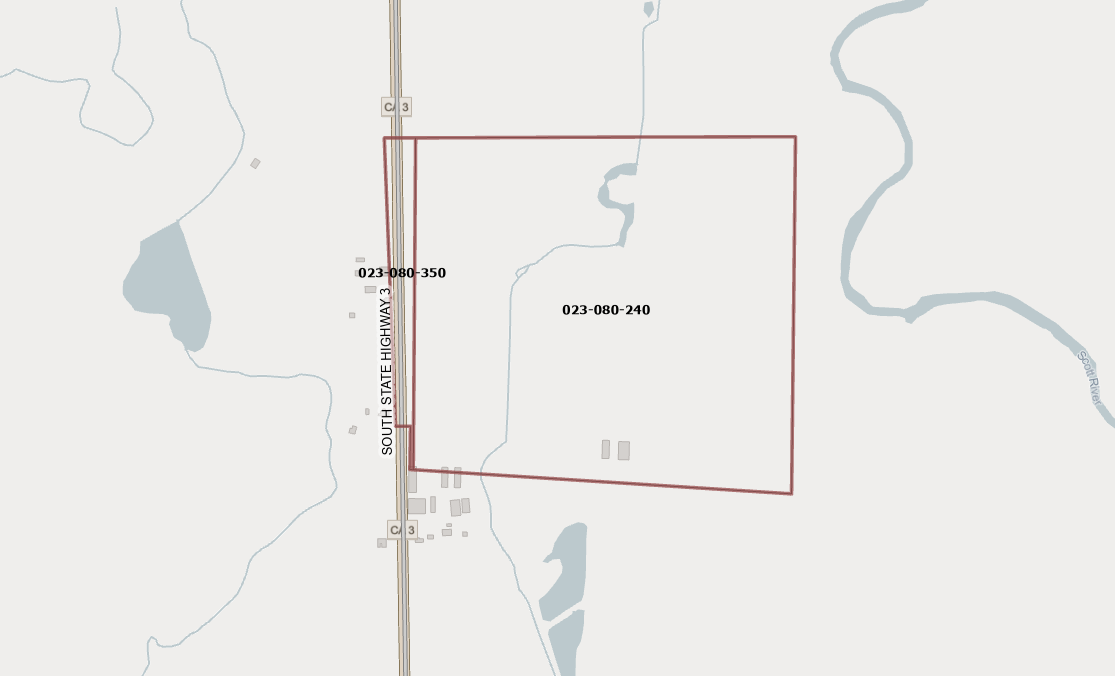 CA 3
023-080-350
023-080-240
SOUTH STATE HIGHWAY 3
Scott River
CA 3